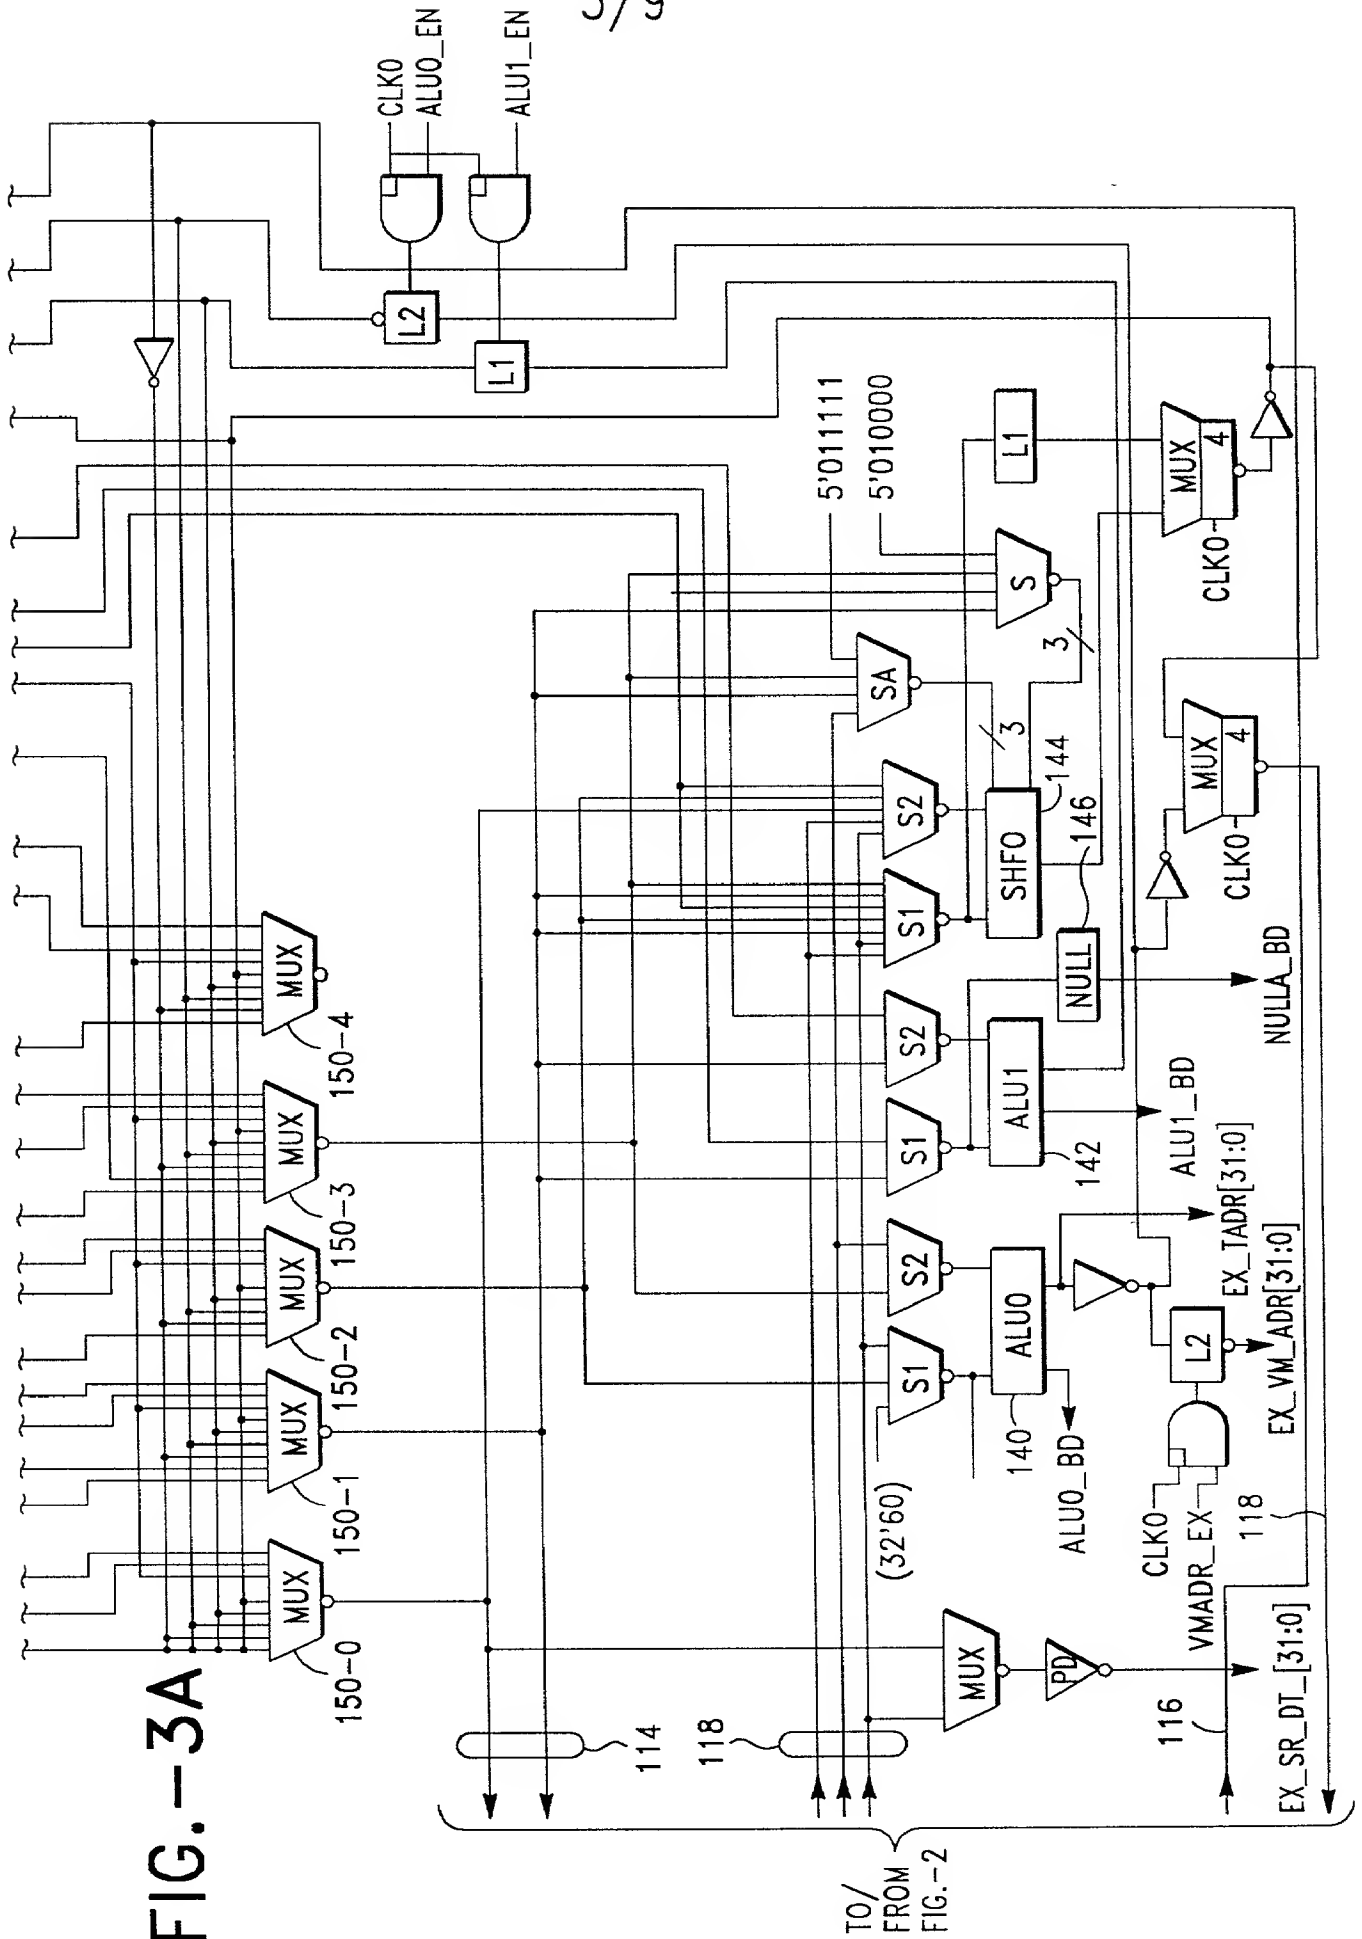 3/9
FIG.-3A
CLK0
ALU0_EN
ALU1_EN
L2
L1
MUX
150-0
MUX
150-1
MUX
150-2
MUX
150-3
MUX
150-4
114
118
TO/
FROM
FIG.-2
MUX
PD
116
EX_SR_DT_[31:0]
(32'60)
S1
S2
ALU0
140
ALU0_BD
CLK0
VMADR_EX
118
L2
EX_VM_ADR[31:0]
EX_TADR[31:0]
S1
S2
ALU1
142
ALU1_BD
NULL
146
NULLA_BD
S1
S2
SHF0
144
SA
3
5'011111
S
3
5'010000
L1
MUX
4
CLK0
MUX
4
CLK0